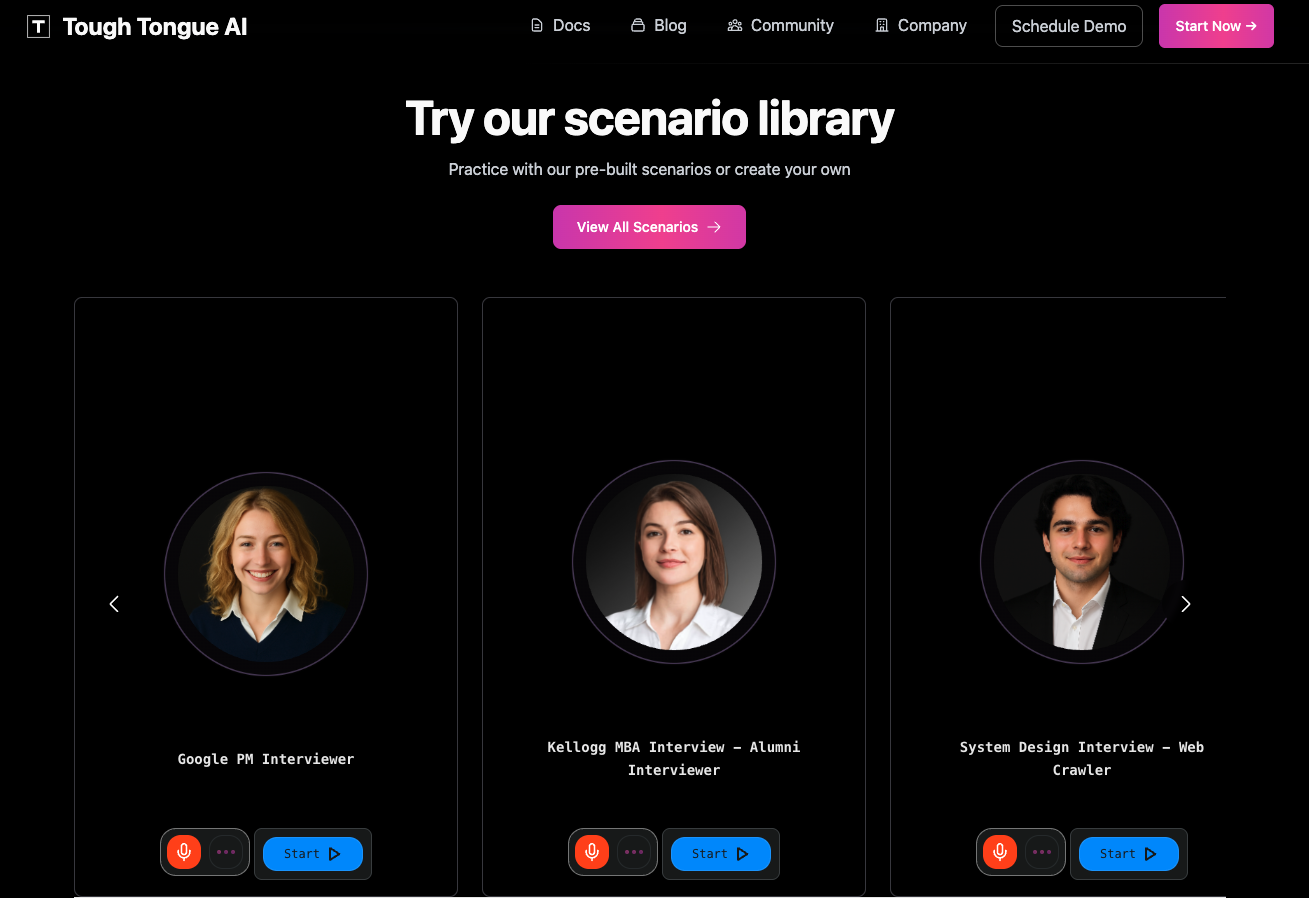 T Tough Tongue AI
Docs
Blog
Community
Company
Schedule Demo
Start Now →
Try our scenario library
Practice with our pre-built scenarios or create your own
View All Scenarios →
Google PM Interviewer
Kellogg MBA Interview – Alumni
Interviewer
System Design Interview – Web
Crawler
Start
Start
Start